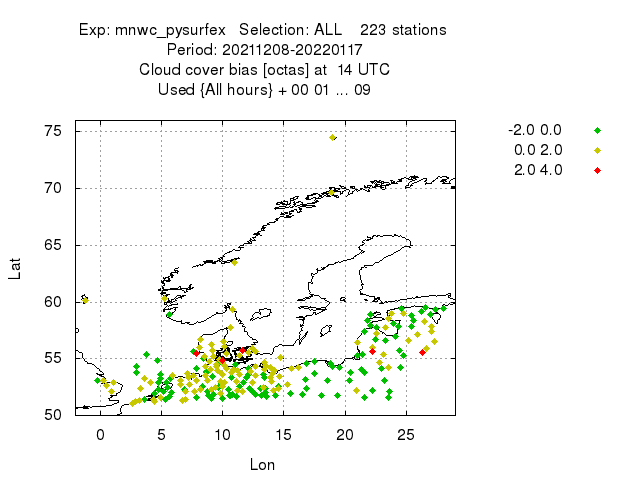 Exp: mnwc_pysurfex Selection: ALL 223 stations
Period: 20211208-20220117
Cloud cover bias [octas] at 14 UTC
Used {All hours} + 00 01 ... 09
-2.0 0.0
0.0 2.0
2.0 4.0
75
70
65
60
55
50
Lat
0 5 10 15 20 25
Lon